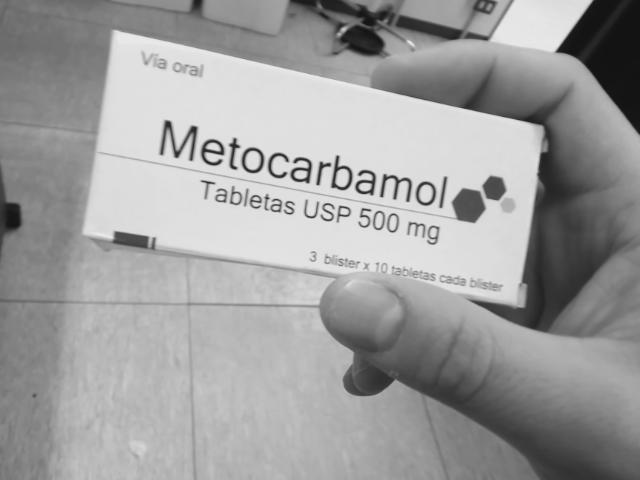 Vía oral
Metocarbamol
Tabletas USP 500 mg
3 blister x 10 tabletas cada blister